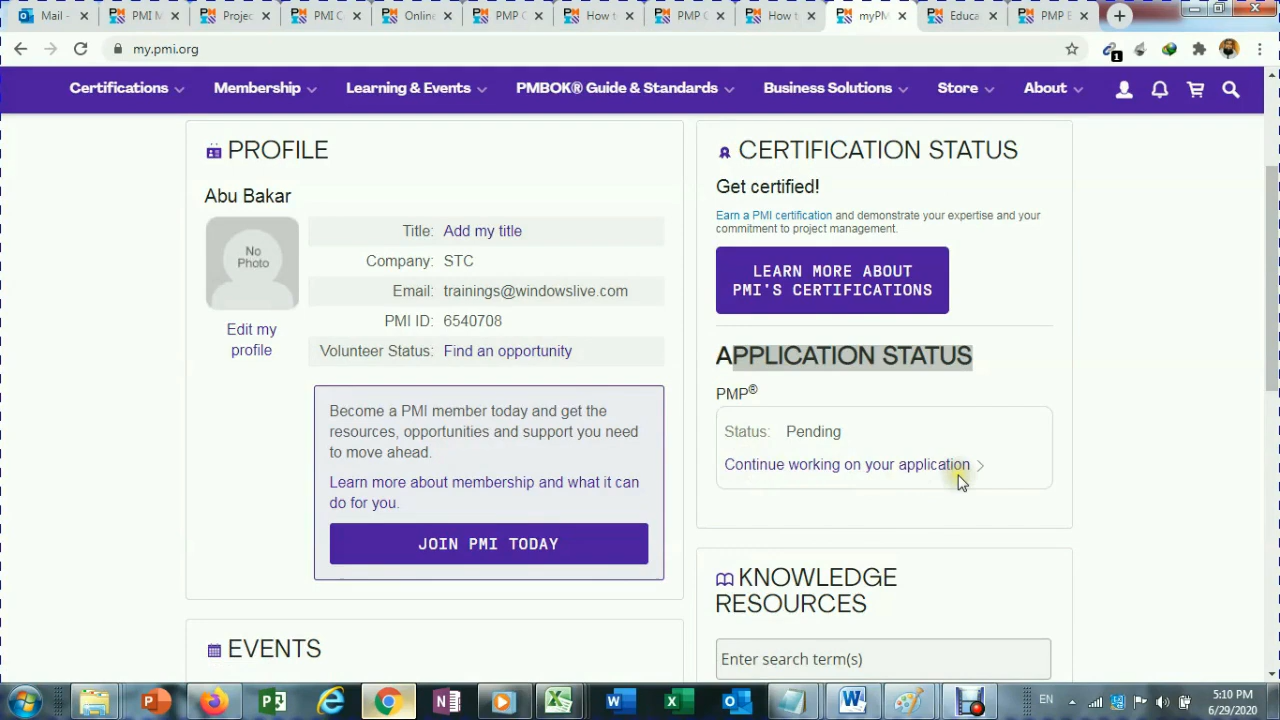 Mail -
PMI M
Projec
PMI C
Online
PMP C
How to
PMP C
How to
myPM
Educa
PMP E
my.pmi.org
1
Certifications
Membership
Learning & Events
PMBOK® Guide & Standards
Business Solutions
Store
About
PROFILE
Abu Bakar
No
Photo
Edit my
profile
Title: Add my title
Company: STC
Email: trainings@windowslive.com
PMI ID: 6540708
Volunteer Status: Find an opportunity
Become a PMI member today and get the
resources, opportunities and support you need
to move ahead.
Learn more about membership and what it can
do for you.
JOIN PMI TODAY
EVENTS
CERTIFICATION STATUS
Get certified!
Earn a PMI certification and demonstrate your expertise and your
commitment to project management.
LEARN MORE ABOUT
PMI'S CERTIFICATIONS
APPLICATION STATUS
PMP®
Status: Pending
Continue working on your application
KNOWLEDGE
RESOURCES
Enter search term(s)
EN
5:10 PM
6/29/2020